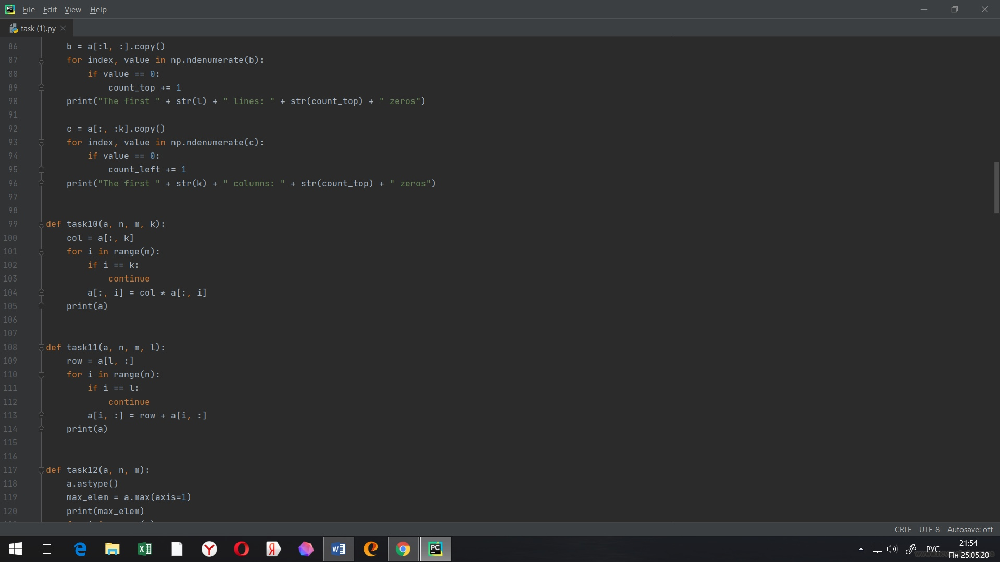 File Edit View Help
task (1).py
86 b = a[:l, :].copy()
87 for index, value in np.ndenumerate(b):
88 if value == 0:
89 count_top += 1
90 print("The first " + str(l) + " lines: " + str(count_top) + " zeros")
91
92 c = a[:, :k].copy()
93 for index, value in np.ndenumerate(c):
94 if value == 0:
95 count_left += 1
96 print("The first " + str(k) + " columns: " + str(count_top) + " zeros")
97
98
99 def task10(a, n, m, k):
100 col = a[:, k]
101 for i in range(m):
102 if i == k:
103 continue
104 a[:, i] = col * a[:, i]
105 print(a)
106
107
108 def task11(a, n, m, l):
109 row = a[l, :]
110 for i in range(n):
111 if i == l:
112 continue
113 a[i, :] = row + a[i, :]
114 print(a)
115
116
117 def task12(a, n, m):
118 a.astype()
119 max_elem = a.max(axis=1)
120 print(max_elem)
CRLF UTF-8 Autosave: off
РУС
21:54
Пн 25.05.20